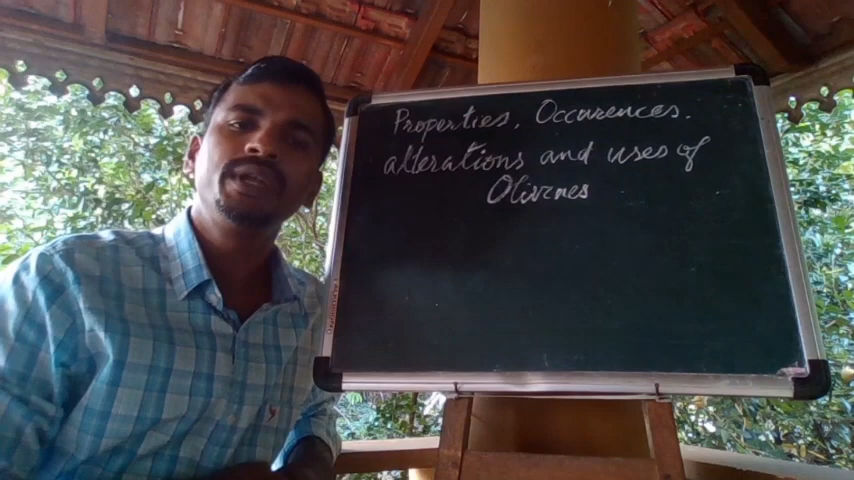 Properties, Occurences.
alterations and uses of
Olivines